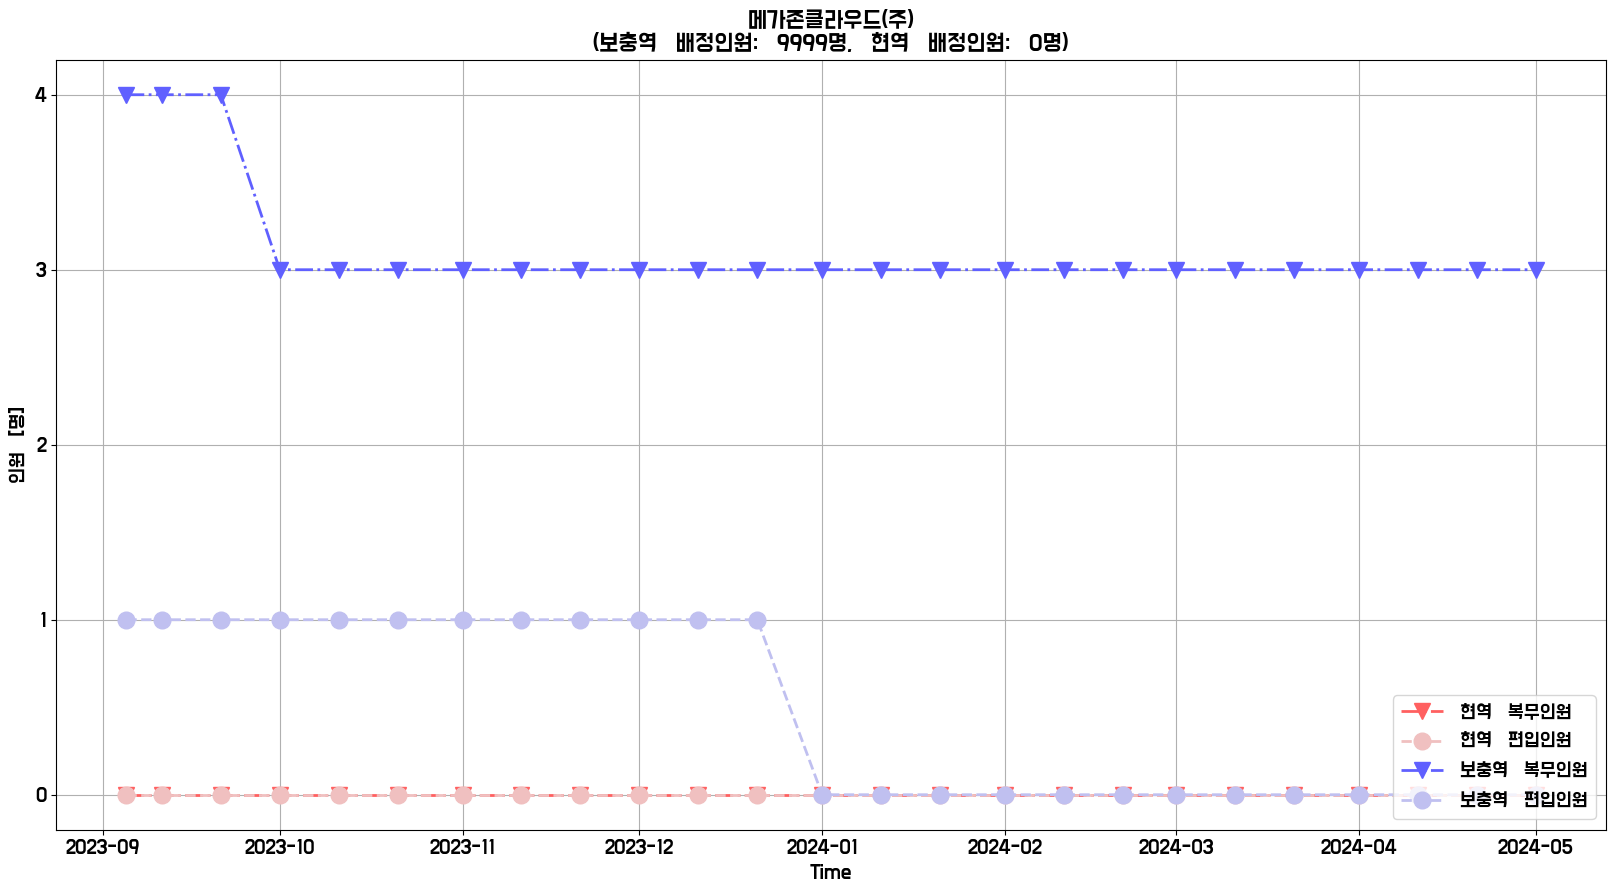 메가존클라우드(주)
(보충역 배정인원: 9999명, 현역 배정인원: 0명)
인원 [명]
4
3
2
1
0
현역 복무인원
현역 편입인원
보충역 복무인원
보충역 편입인원
2023-09 2023-10 2023-11 2023-12 2024-01 2024-02 2024-03 2024-04 2024-05
Time